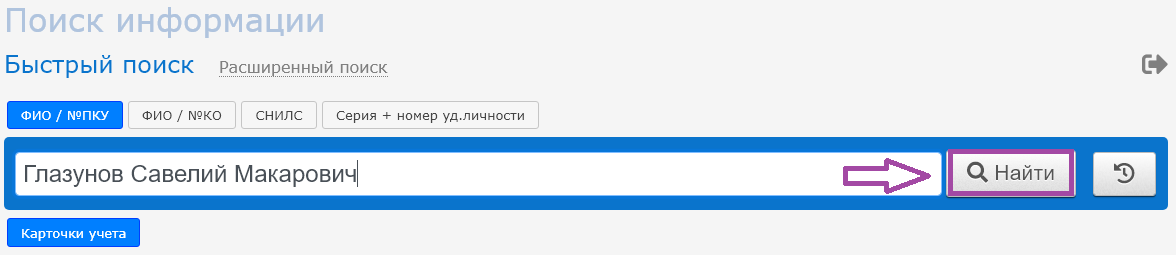 Поиск информации
Быстрый поиск Расширенный поиск
ФИО / №ПКУ ФИО / №КО СНИЛС Серия + номер уд.личности
Глазунов Савелий Макарович Найти
Карточки учета